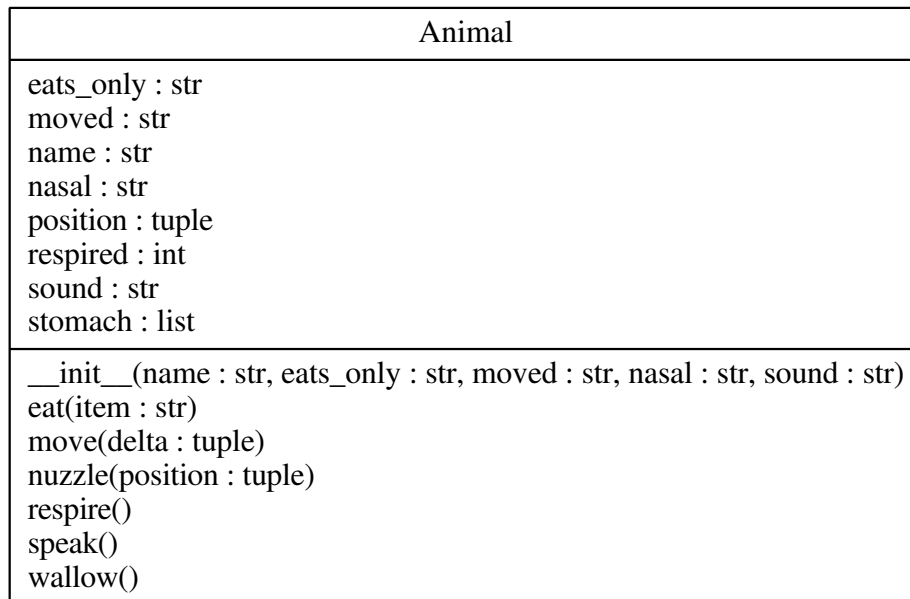 Animal
eats_only : str
moved : str
name : str
nasal : str
position : tuple
respired : int
sound : str
stomach : list
__init__(name : str, eats_only : str, moved : str, nasal : str, sound : str)
eat(item : str)
move(delta : tuple)
nuzzle(position : tuple)
respire()
speak()
wallow()